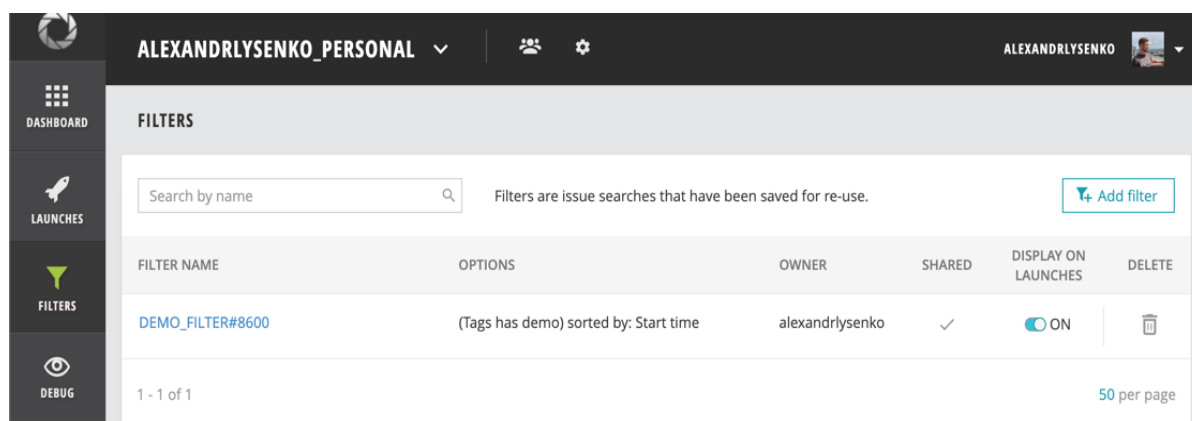 ALEXANDRLYSENKO_PERSONAL
ALEXANDRLYSENKO
DASHBOARD
LAUNCHES
FILTERS
DEBUG
FILTERS
Search by name
Filters are issue searches that have been saved for re-use.
Add filter
FILTER NAME OPTIONS OWNER SHARED DISPLAY ON LAUNCHES DELETE
DEMO_FILTER#8600 (Tags has demo) sorted by: Start time alexandrlysenko ON
1 - 1 of 1
50 per page